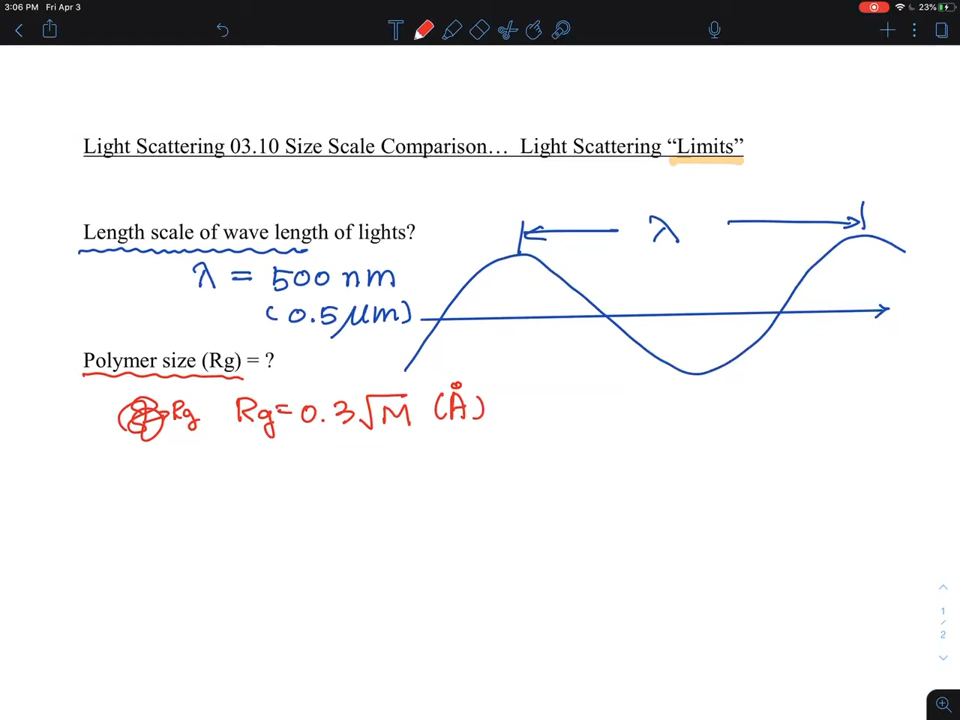 3:06 PM Fri Apr 3
23%
Light Scattering 03.10 Size Scale Comparison… Light Scattering “Limits”
Length scale of wave length of lights?
λ
λ = 500 nm
(0.5 μm)
Polymer size (Rg) = ?
Rg Rg = 0.3 √M (Å)
1
/
2